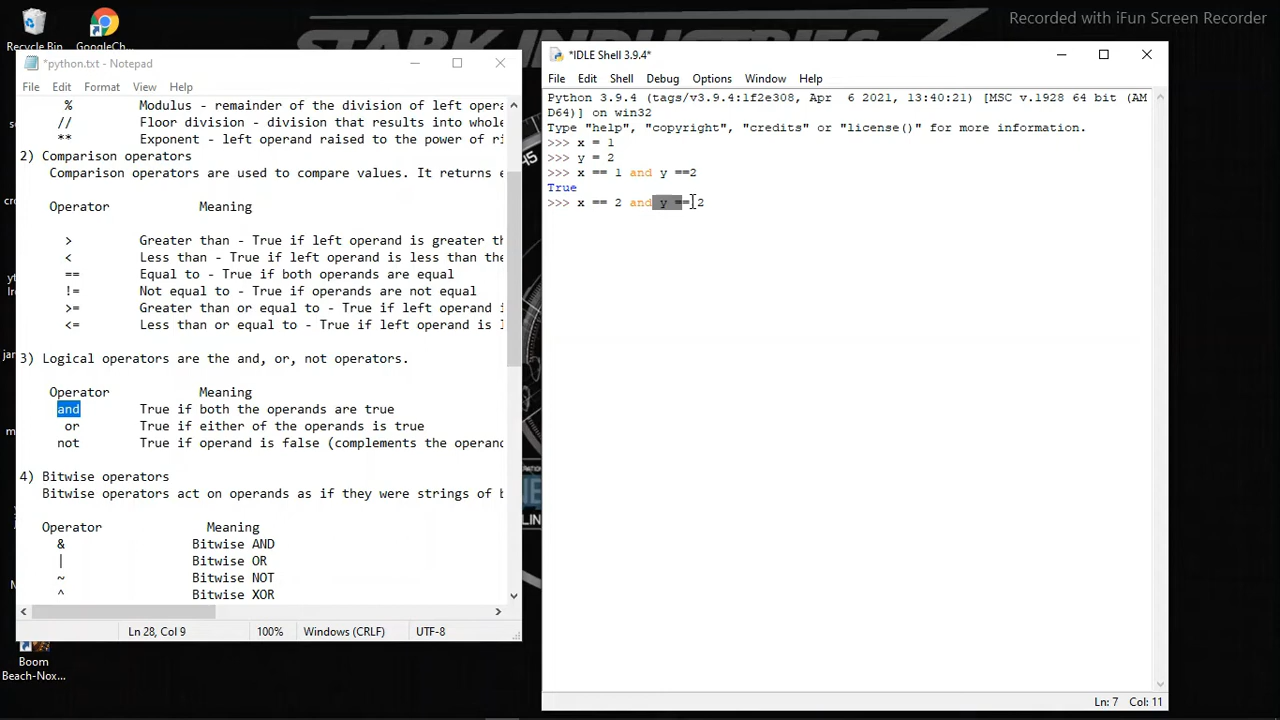 Recorded with iFun Screen Recorder
STARK INDUSTRIES
Recycle Bin
GoogleCh...
*python.txt - Notepad
File Edit Format View Help
% Modulus - remainder of the division of left opera
// Floor division - division that results into whole
** Exponent - left operand raised to the power of ri
2) Comparison operators
Comparison operators are used to compare values. It returns e
Operator Meaning
> Greater than - True if left operand is greater th
< Less than - True if left operand is less than the
== Equal to - True if both operands are equal
!= Not equal to - True if operands are not equal
>= Greater than or equal to - True if left operand i
<= Less than or equal to - True if left operand is l
3) Logical operators are the and, or, not operators.
Operator Meaning
and True if both the operands are true
or True if either of the operands is true
not True if operand is false (complements the operand
4) Bitwise operators
Bitwise operators act on operands as if they were strings of b
Operator Meaning
& Bitwise AND
| Bitwise OR
~ Bitwise NOT
^ Bitwise XOR
Ln 28, Col 9 100% Windows (CRLF) UTF-8
Boom
Beach-Nox...
*IDLE Shell 3.9.4*
File Edit Shell Debug Options Window Help
Python 3.9.4 (tags/v3.9.4:1f2e308, Apr 6 2021, 13:40:21) [MSC v.1928 64 bit (AM
D64)] on win32
Type "help", "copyright", "credits" or "license()" for more information.
>>> x = 1
>>> y = 2
>>> x == 1 and y ==2
True
>>> x == 2 and y == 2
Ln: 7 Col: 11